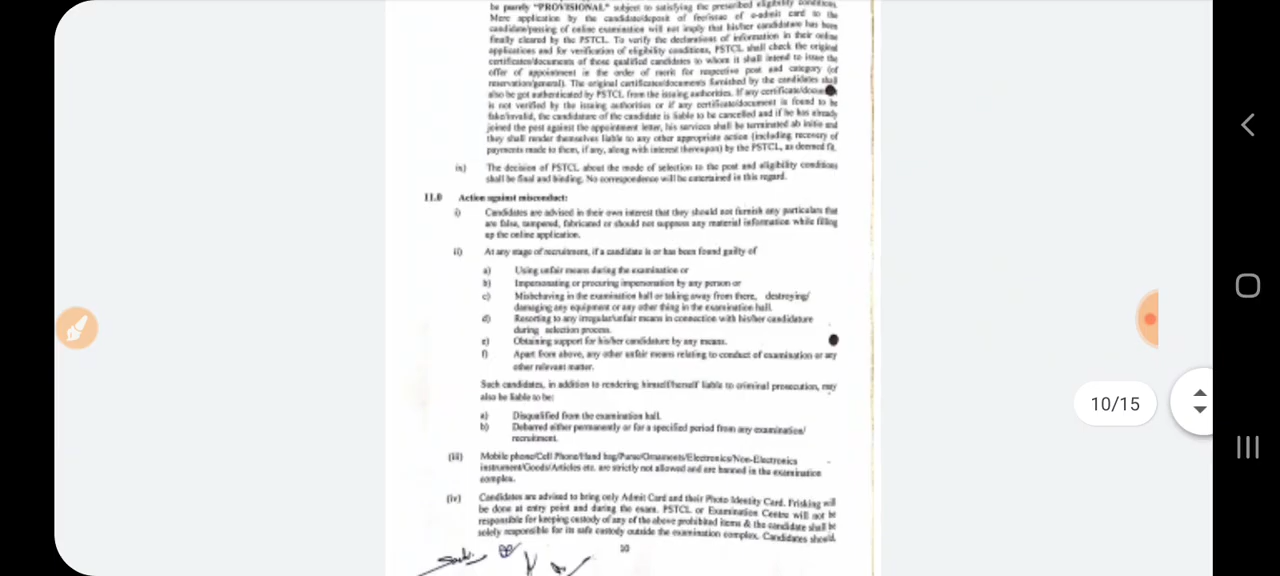 be purely "PROVISIONAL" subject to satisfying the prescribed eligibility conditions.
Mere application by the candidate/deposit of fee/issue of e-admit card to the
candidate/passing of online examination will not imply that his/her candidature has been
finally cleared by the PSTCL. To verify the declarations of information in their online
applications and for verification of eligibility conditions, PSTCL shall check the original
certificates/documents of those qualified candidates to whom it shall intend to issue the
offer of appointment in the order of merit for respective post and category (of
reservation/general). The original certificates/documents furnished by the candidates shall
also be got authenticated by PSTCL from the issuing authorities. If any certificate/document
is not verified by the issuing authorities or if any certificate/document is found to be
fake/invalid, the candidature of the candidate is liable to be cancelled and if he has already
joined the post against the appointment letter, his services shall be terminated ab initio and
they shall render themselves liable to any other appropriate action (including recovery of
payments made to them, if any, along with interest thereupon) by the PSTCL, as deemed fit.
ix) The decision of PSTCL about the mode of selection to the post and eligibility conditions
shall be final and binding. No correspondence will be entertained in this regard.
11.0 Action against misconduct:
i) Candidates are advised in their own interest that they should not furnish any particulars that
are false, tampered, fabricated or should not suppress any material information while filling
up the online application.
ii) At any stage of recruitment, if a candidate is or has been found guilty of
a) Using unfair means during the examination or
b) Impersonating or procuring impersonation by any person or
c) Misbehaving in the examination hall or taking away from there, destroying/
damaging any equipment or any other thing in the examination hall.
d) Resorting to any irregular/unfair means in connection with his/her candidature
during selection process.
e) Obtaining support for his/her candidature by any means.
f) Apart from above, any other unfair means relating to conduct of examination or any
other relevant matter.
Such candidates, in addition to rendering himself/herself liable to criminal prosecution, may
also be liable to be:
a) Disqualified from the examination hall.
b) Debarred either permanently or for a specified period from any examination/
recruitment.
10/15
(iii) Mobile phone/Cell Phone/Hand bag/Purse/Ornaments/Electronics/Non-Electronics
instrument/Goods/Articles etc. are strictly not allowed and are banned in the examination
complex.
(iv) Candidates are advised to bring only Admit Card and their Photo Identity Card. Frisking will
be done at entry point and during the exam. PSTCL or Examination Centre will not be
responsible for keeping custody of any of the above prohibited items & the candidate shall be
solely responsible for its safe custody outside the examination complex. Candidates should
10